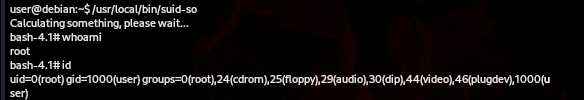 user@debian:~$ /usr/local/bin/suid-so
Calculating something, please wait...
bash-4.1# whoami
root
bash-4.1# id
uid=0(root) gid=1000(user) groups=0(root),24(cdrom),25(floppy),29(audio),30(dip),44(video),46(plugdev),1000(u
ser)